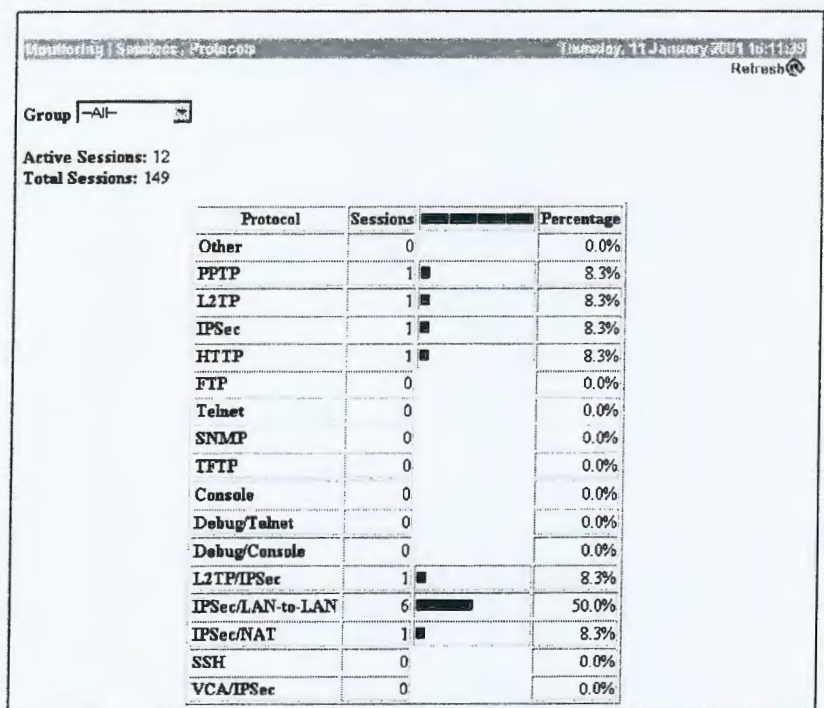 Monitoring | Sessions | Protocols Thursday, 11 January 2001 16:11:39
Refresh
Group --All--
Active Sessions: 12
Total Sessions: 149
Protocol Sessions Percentage
Other 0 0.0%
PPTP 1 8.3%
L2TP 1 8.3%
IPSec 1 8.3%
HTTP 1 8.3%
FTP 0 0.0%
Telnet 0 0.0%
SNMP 0 0.0%
TFTP 0 0.0%
Console 0 0.0%
Debug/Telnet 0 0.0%
Debug/Console 0 0.0%
L2TP/IPSec 1 8.3%
IPSec/LAN-to-LAN 6 50.0%
IPSec/NAT 1 8.3%
SSH 0 0.0%
VCA/IPSec 0 0.0%